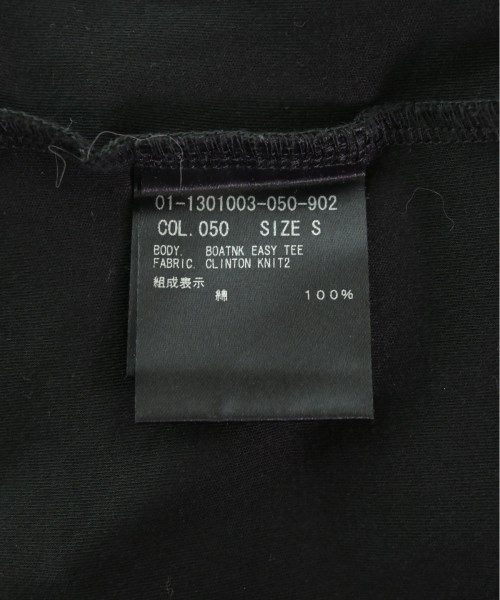 01-1301003-050-902
COL.050 SIZE S
BODY. BOATNK EASY TEE
FABRIC. CLINTON KNIT2
組成表示
綿 100%